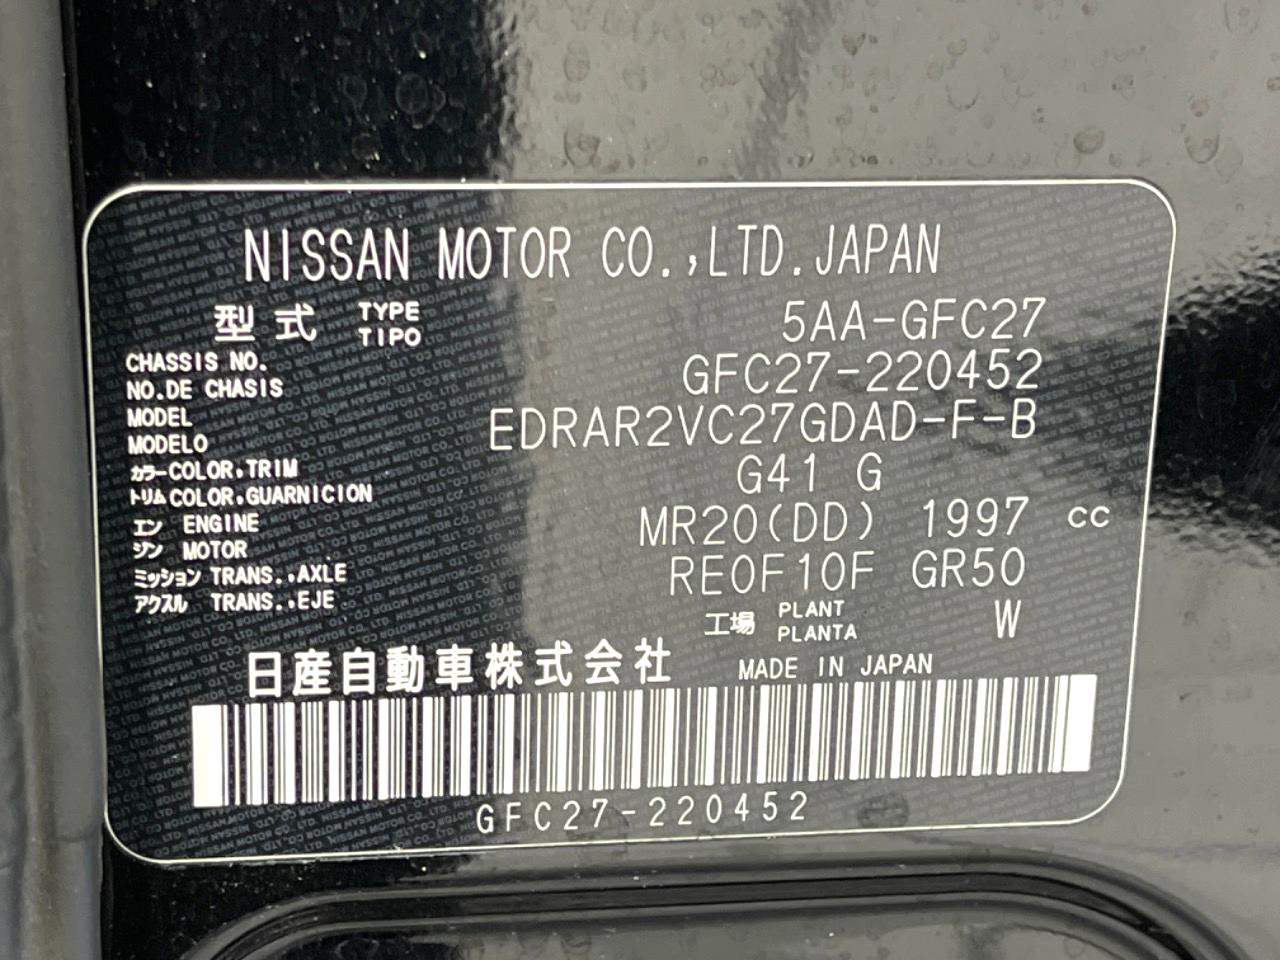 NISSAN MOTOR CO.,LTD.JAPAN
型式 TYPE TIPO 5AA-GFC27
CHASSIS NO. NO.DE CHASIS GFC27-220452
MODEL MODELO EDRAR2VC27GDAD-F-B
カラー COLOR.TRIM G41 G
トリム COLOR.GUARNICION
エン ENGINE MR20(DD) 1997 cc
ジン MOTOR
ミッション TRANS.,AXLE RE0F10F GR50
アクスル TRANS.,EJE
工場 PLANT PLANTA W
日産自動車株式会社 MADE IN JAPAN
GFC27-220452